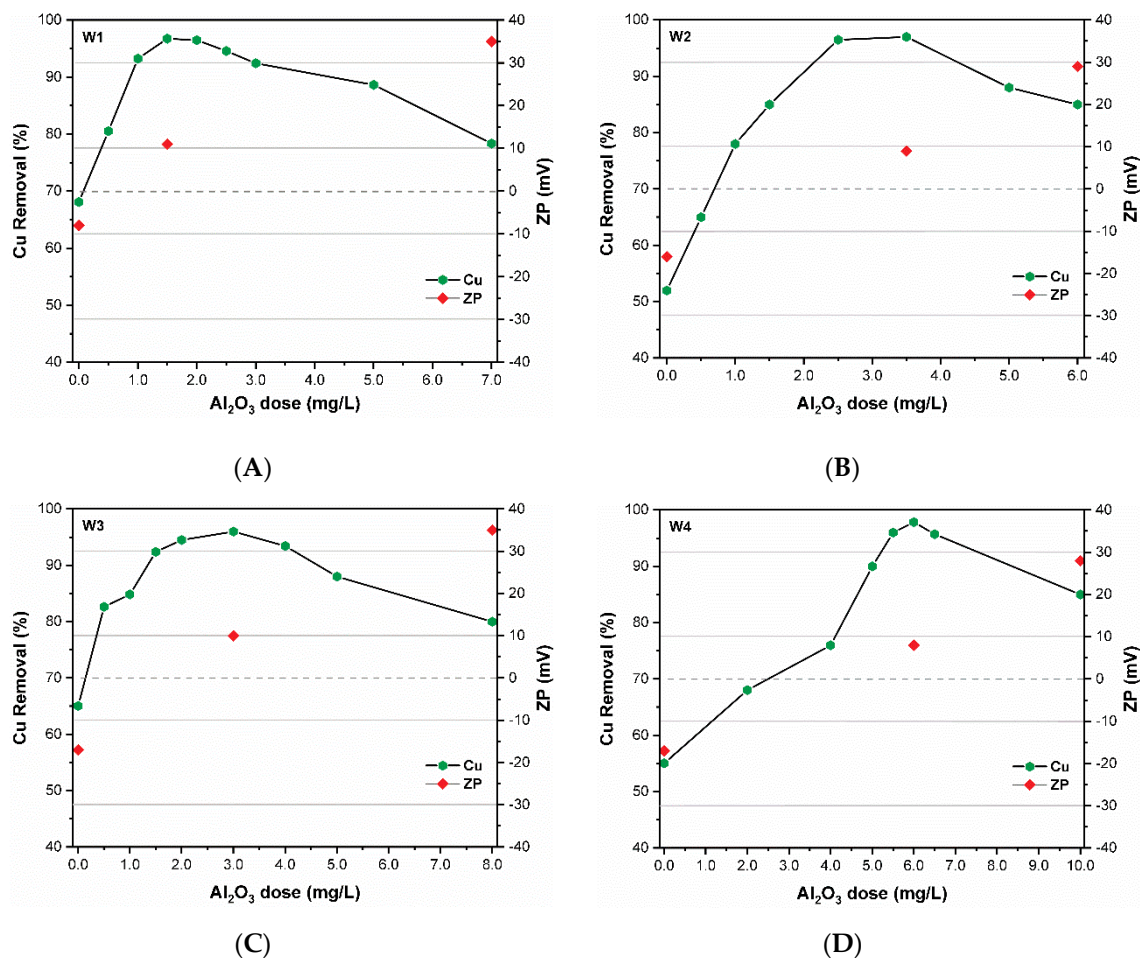 W1
Cu Removal (%)
100
90
80
70
60
50
40
40
30
20
10
0
-10
-20
-30
-40
ZP (mV)
Cu
ZP
0.0 1.0 2.0 3.0 4.0 5.0 6.0 7.0
Al₂O₃ dose (mg/L)
(A)
W2
Cu Removal (%)
100
90
80
70
60
50
40
40
30
20
10
0
-10
-20
-30
-40
ZP (mV)
Cu
ZP
0.0 1.0 2.0 3.0 4.0 5.0 6.0
Al₂O₃ dose (mg/L)
(B)
W3
Cu Removal (%)
100
90
80
70
60
50
40
40
30
20
10
0
-10
-20
-30
-40
ZP (mV)
Cu
ZP
0.0 1.0 2.0 3.0 4.0 5.0 6.0 7.0 8.0
Al₂O₃ dose (mg/L)
(C)
W4
Cu Removal (%)
100
90
80
70
60
50
40
40
30
20
10
0
-10
-20
-30
-40
ZP (mV)
Cu
ZP
0.0 1.0 2.0 3.0 4.0 5.0 6.0 7.0 8.0 9.0 10.0
Al₂O₃ dose (mg/L)
(D)